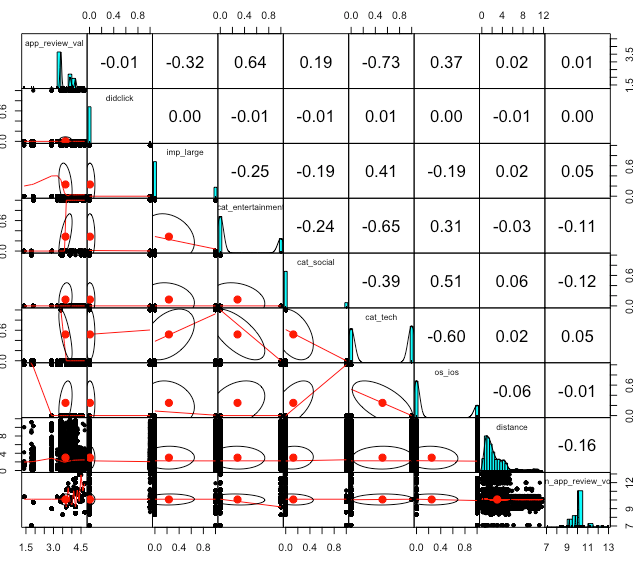 0.0 0.4 0.8 0.0 0.4 0.8 0.0 0.4 0.8 0 2 4 6 8 12
app_review_val -0.01 -0.32 0.64 0.19 -0.73 0.37 0.02 0.01 1.5 3.5
0.0 0.6 didclick 0.00 -0.01 -0.01 0.01 0.00 -0.01 0.00
imp_large -0.25 -0.19 0.41 -0.19 0.02 0.05 0.0 0.6
0.0 0.6 cat_entertainment -0.24 -0.65 0.31 -0.03 -0.11
cat_social -0.39 0.51 0.06 -0.12 0.0 0.6
0.0 0.6 cat_tech -0.60 0.02 0.05
os_ios -0.06 -0.01 0.0 0.6
0 4 8 distance -0.16
n_app_review_vo 7 9 12
1.5 3.0 4.5 0.0 0.4 0.8 0.0 0.4 0.8 0.0 0.4 0.8 7 9 11 13